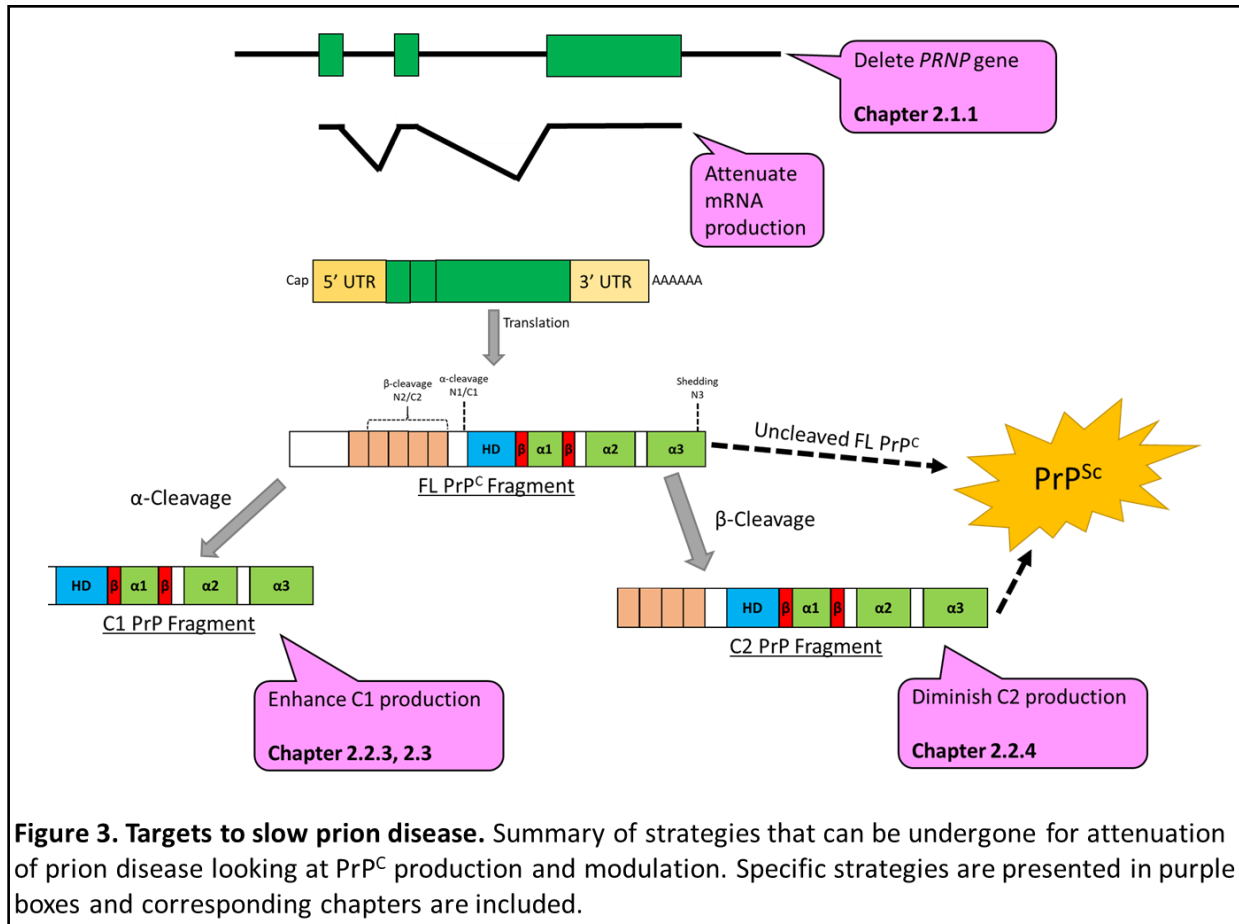 Delete PRNP gene
Chapter 2.1.1
Attenuate
mRNA
production
Cap 5’ UTR 3’ UTR AAAAAA
Translation
β-cleavage
N2/C2
α-cleavage
N1/C1
Shedding
N3
HD β α1 β α2 α3
FL PrPC Fragment
Uncleaved FL PrPC
PrPSc
α-Cleavage
β-Cleavage
HD β α1 β α2 α3
C1 PrP Fragment
HD β α1 β α2 α3
C2 PrP Fragment
Enhance C1 production
Chapter 2.2.3, 2.3
Diminish C2 production
Chapter 2.2.4
Figure 3. Targets to slow prion disease. Summary of strategies that can be undergone for attenuation
of prion disease looking at PrPC production and modulation. Specific strategies are presented in purple
boxes and corresponding chapters are included.